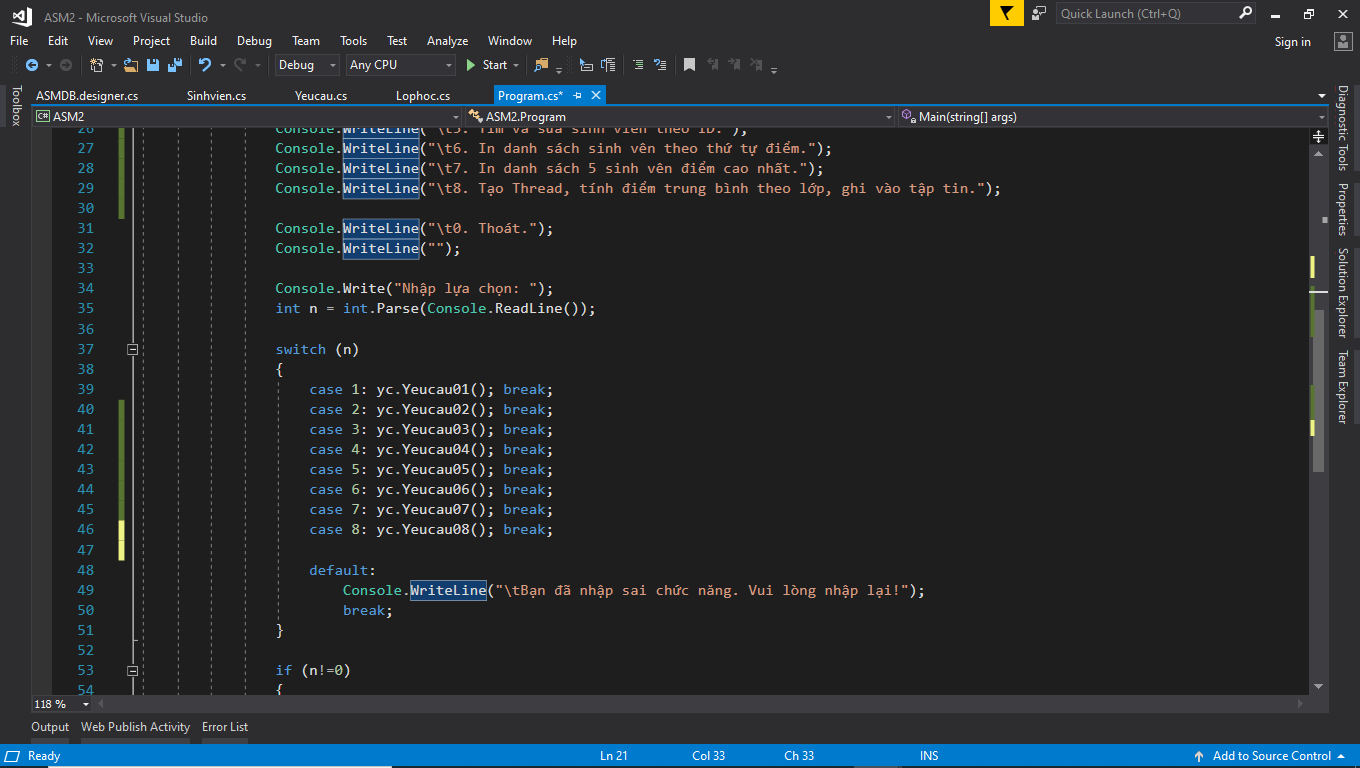 ASM2 - Microsoft Visual Studio
Quick Launch (Ctrl+Q)
File Edit View Project Build Debug Team Tools Test Analyze Window Help
Sign in
Debug Any CPU Start
Toolbox
ASMDB.designer.cs Sinhvien.cs Yeucau.cs Lophoc.cs Program.cs*
C# ASM2 ASM2.Program Main(string[] args)
26 Console.WriteLine("\t5. Tìm và sửa sinh viên theo ID.");
27 Console.WriteLine("\t6. In danh sách sinh vên theo thứ tự điểm.");
28 Console.WriteLine("\t7. In danh sách 5 sinh vên điểm cao nhất.");
29 Console.WriteLine("\t8. Tạo Thread, tính điểm trung bình theo lớp, ghi vào tập tin.");
30
31 Console.WriteLine("\t0. Thoát.");
32 Console.WriteLine("");
33
34 Console.Write("Nhập lựa chọn: ");
35 int n = int.Parse(Console.ReadLine());
36
37 switch (n)
38 {
39 case 1: yc.Yeucau01(); break;
40 case 2: yc.Yeucau02(); break;
41 case 3: yc.Yeucau03(); break;
42 case 4: yc.Yeucau04(); break;
43 case 5: yc.Yeucau05(); break;
44 case 6: yc.Yeucau06(); break;
45 case 7: yc.Yeucau07(); break;
46 case 8: yc.Yeucau08(); break;
47
48 default:
49 Console.WriteLine("\tBạn đã nhập sai chức năng. Vui lòng nhập lại!");
50 break;
51 }
52
53 if (n!=0)
54 {
Diagnostic Tools
Properties
Solution Explorer
Team Explorer
118 %
Output Web Publish Activity Error List
Ready Ln 21 Col 33 Ch 33 INS Add to Source Control